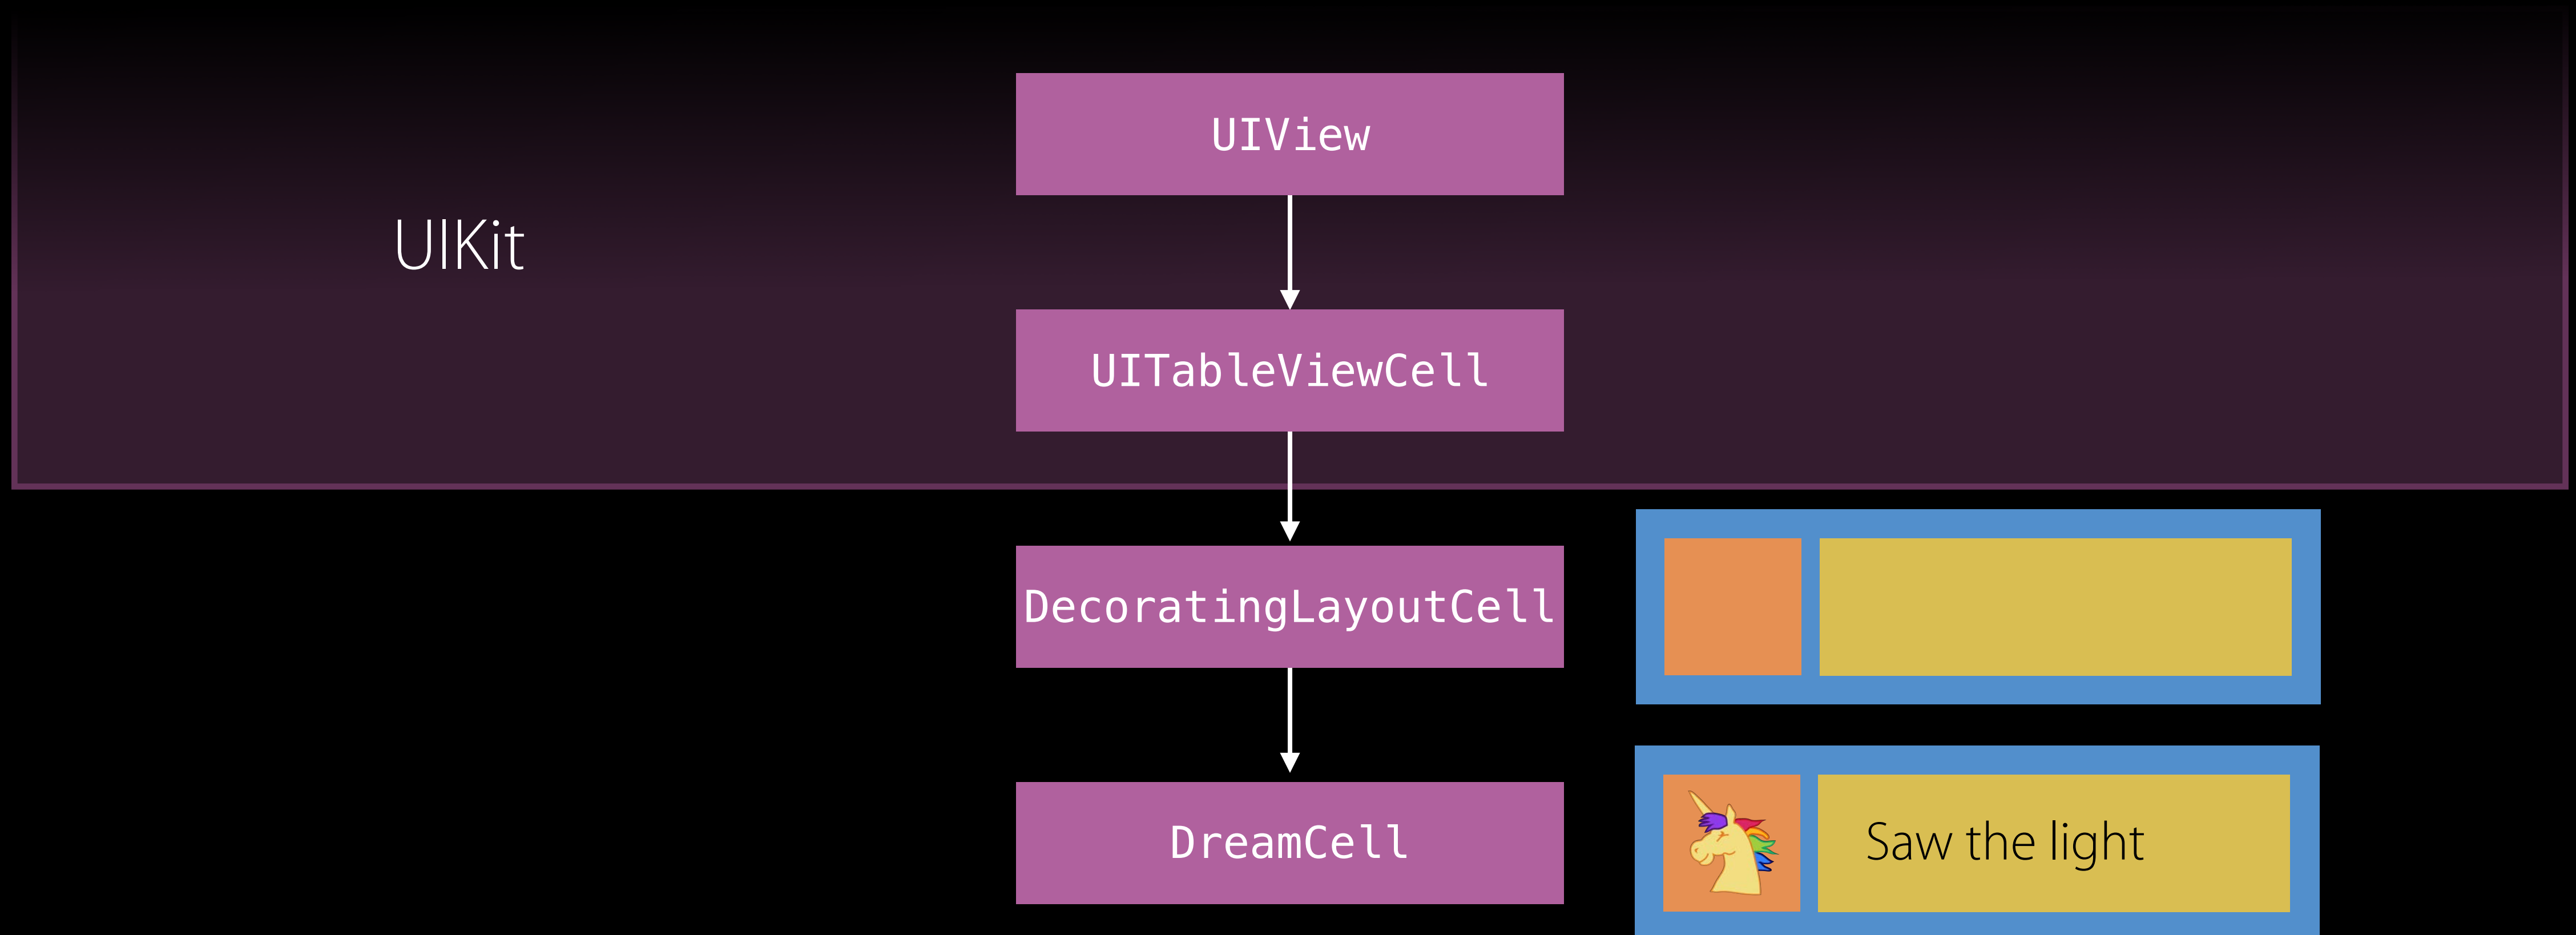 UIView
UIKit
UITableViewCell
DecoratingLayoutCell
DreamCell
Saw the light